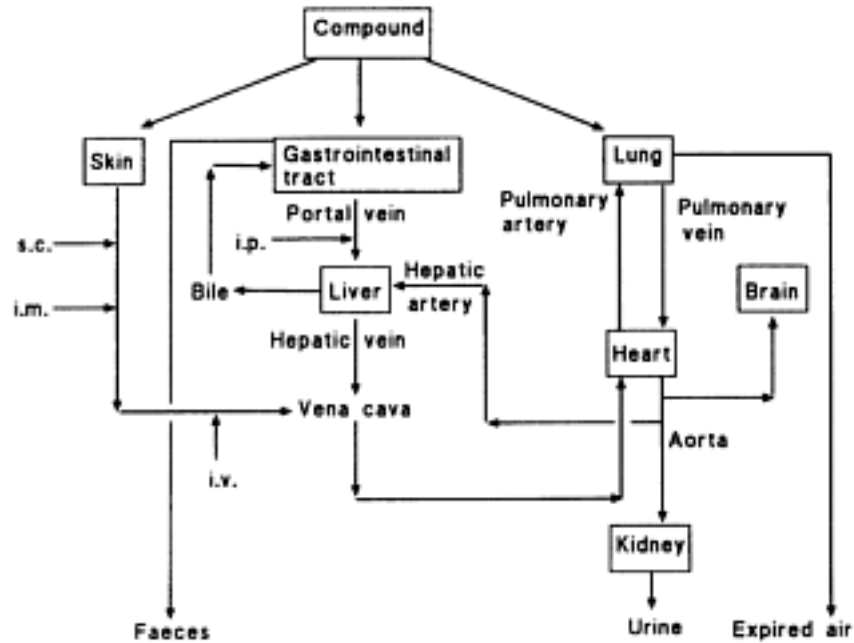 Compound
Skin
Gastrointestinal
tract
Lung
Portal vein
Pulmonary
artery
Pulmonary
vein
s.c.
i.p.
Hepatic
artery
Bile
Liver
Brain
i.m.
Hepatic vein
Heart
Vena cava
Aorta
i.v.
Kidney
Faeces
Urine
Expired air